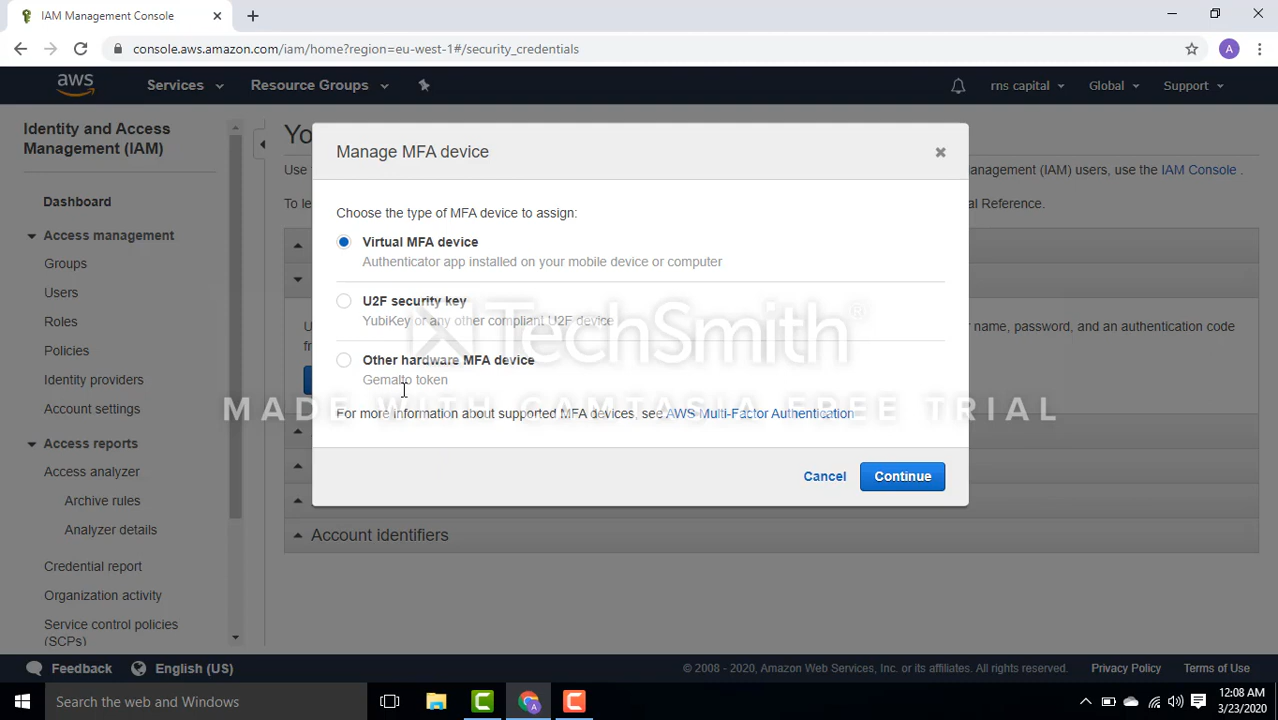 IAM Management Console
console.aws.amazon.com/iam/home?region=eu-west-1#/security_credentials
A
aws
Services
Resource Groups
rns capital
Global
Support
Identity and Access
Management (IAM)
Dashboard
Access management
Groups
Users
Roles
Policies
Identity providers
Account settings
Access reports
Access analyzer
Archive rules
Analyzer details
Credential report
Organization activity
Service control policies
(SCPs)
Yo
Use
anagement (IAM) users, use the IAM Console .
To le
al Reference.
U
r name, password, and an authentication code
fr
Account identifiers
Manage MFA device
Choose the type of MFA device to assign:
Virtual MFA device
Authenticator app installed on your mobile device or computer
U2F security key
YubiKey or any other compliant U2F device
Other hardware MFA device
Gemalto token
For more information about supported MFA devices, see AWS Multi-Factor Authentication
Cancel
Continue
TechSmith®
MADE WITH CAMTASIA FREE TRIAL
Feedback
English (US)
© 2008 - 2020, Amazon Web Services, Inc. or its affiliates. All rights reserved.
Privacy Policy
Terms of Use
Search the web and Windows
A
12:08 AM
3/23/2020